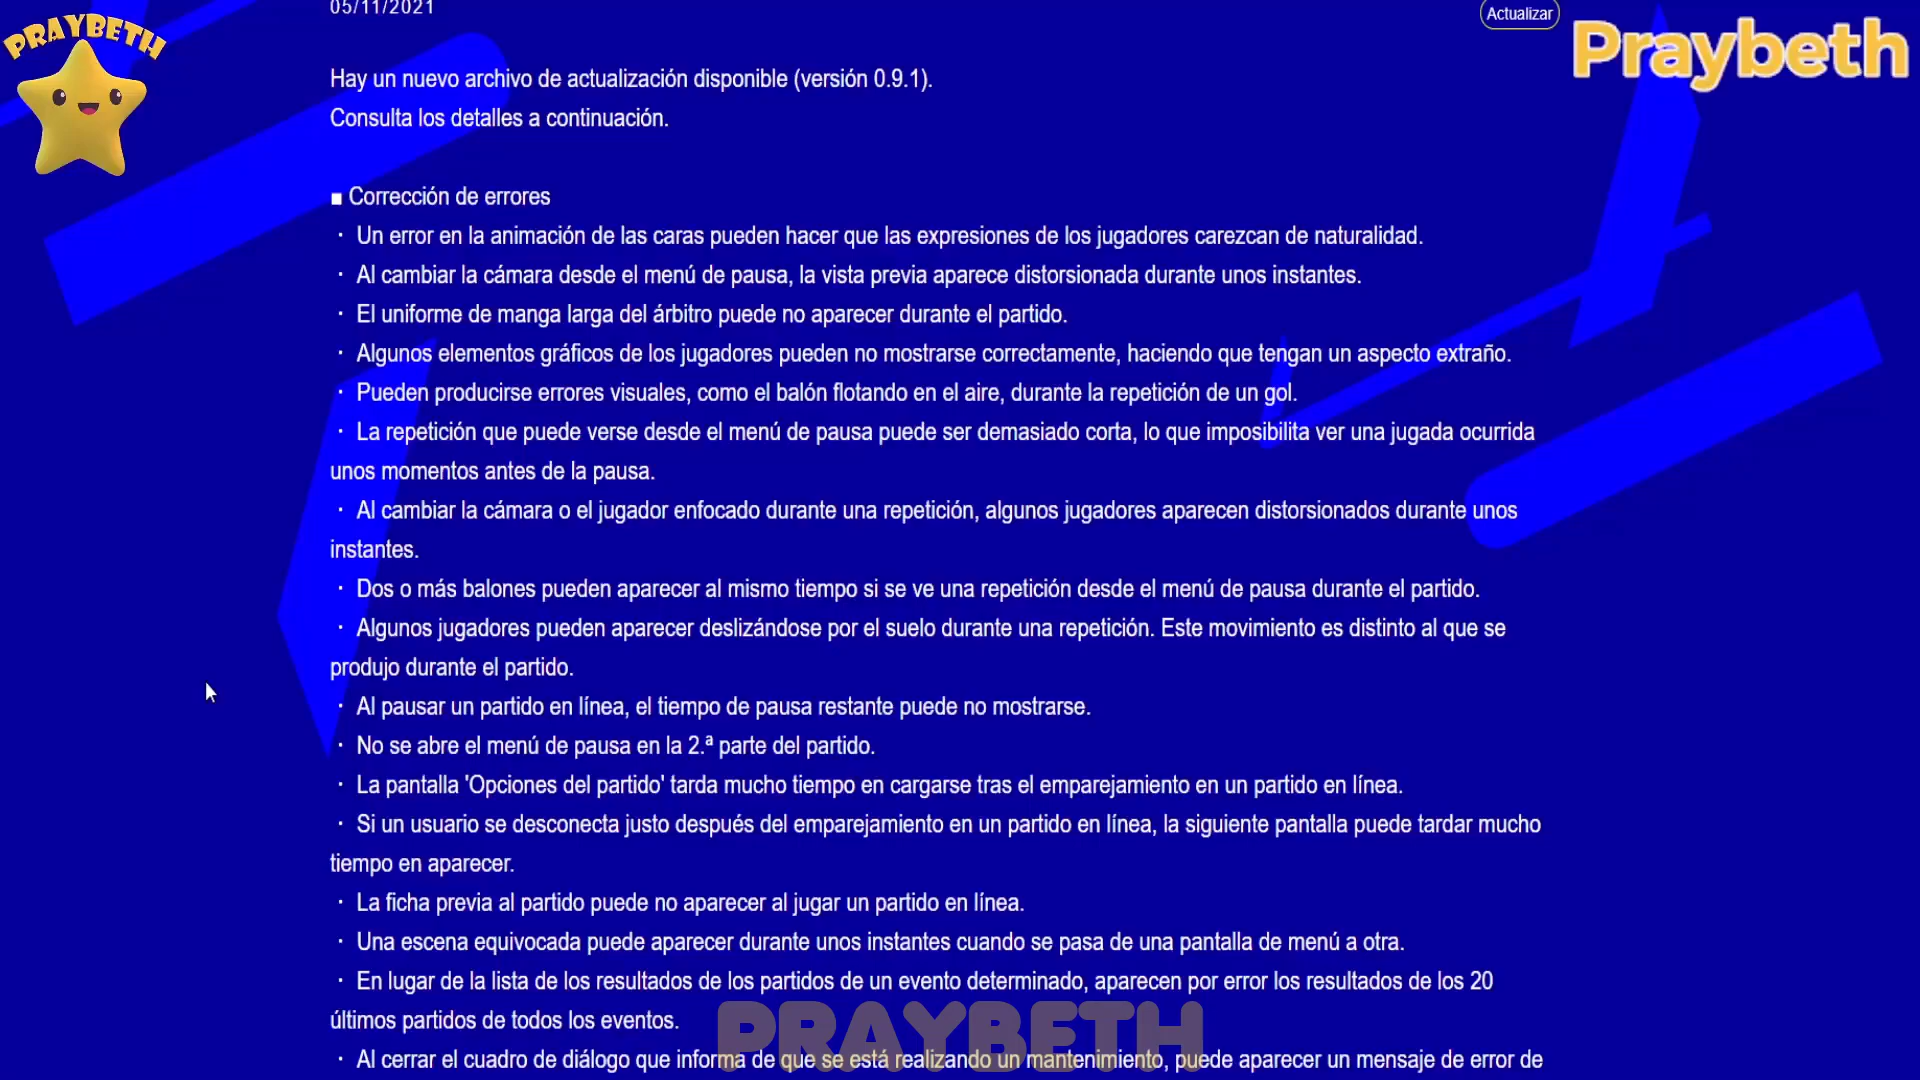 05/11/2021
Actualizar
PRAYBETH
Praybeth
Hay un nuevo archivo de actualización disponible (versión 0.9.1).
Consulta los detalles a continuación.
■ Corrección de errores
・ Un error en la animación de las caras pueden hacer que las expresiones de los jugadores carezcan de naturalidad.
・ Al cambiar la cámara desde el menú de pausa, la vista previa aparece distorsionada durante unos instantes.
・ El uniforme de manga larga del árbitro puede no aparecer durante el partido.
・ Algunos elementos gráficos de los jugadores pueden no mostrarse correctamente, haciendo que tengan un aspecto extraño.
・ Pueden producirse errores visuales, como el balón flotando en el aire, durante la repetición de un gol.
・ La repetición que puede verse desde el menú de pausa puede ser demasiado corta, lo que imposibilita ver una jugada ocurrida
unos momentos antes de la pausa.
・ Al cambiar la cámara o el jugador enfocado durante una repetición, algunos jugadores aparecen distorsionados durante unos
instantes.
・ Dos o más balones pueden aparecer al mismo tiempo si se ve una repetición desde el menú de pausa durante el partido.
・ Algunos jugadores pueden aparecer deslizándose por el suelo durante una repetición. Este movimiento es distinto al que se
produjo durante el partido.
・ Al pausar un partido en línea, el tiempo de pausa restante puede no mostrarse.
・ No se abre el menú de pausa en la 2.ª parte del partido.
・ La pantalla 'Opciones del partido' tarda mucho tiempo en cargarse tras el emparejamiento en un partido en línea.
・ Si un usuario se desconecta justo después del emparejamiento en un partido en línea, la siguiente pantalla puede tardar mucho
tiempo en aparecer.
・ La ficha previa al partido puede no aparecer al jugar un partido en línea.
・ Una escena equivocada puede aparecer durante unos instantes cuando se pasa de una pantalla de menú a otra.
・ En lugar de la lista de los resultados de los partidos de un evento determinado, aparecen por error los resultados de los 20
últimos partidos de todos los eventos.
PRAYBETH
・ Al cerrar el cuadro de diálogo que informa de que se está realizando un mantenimiento, puede aparecer un mensaje de error de